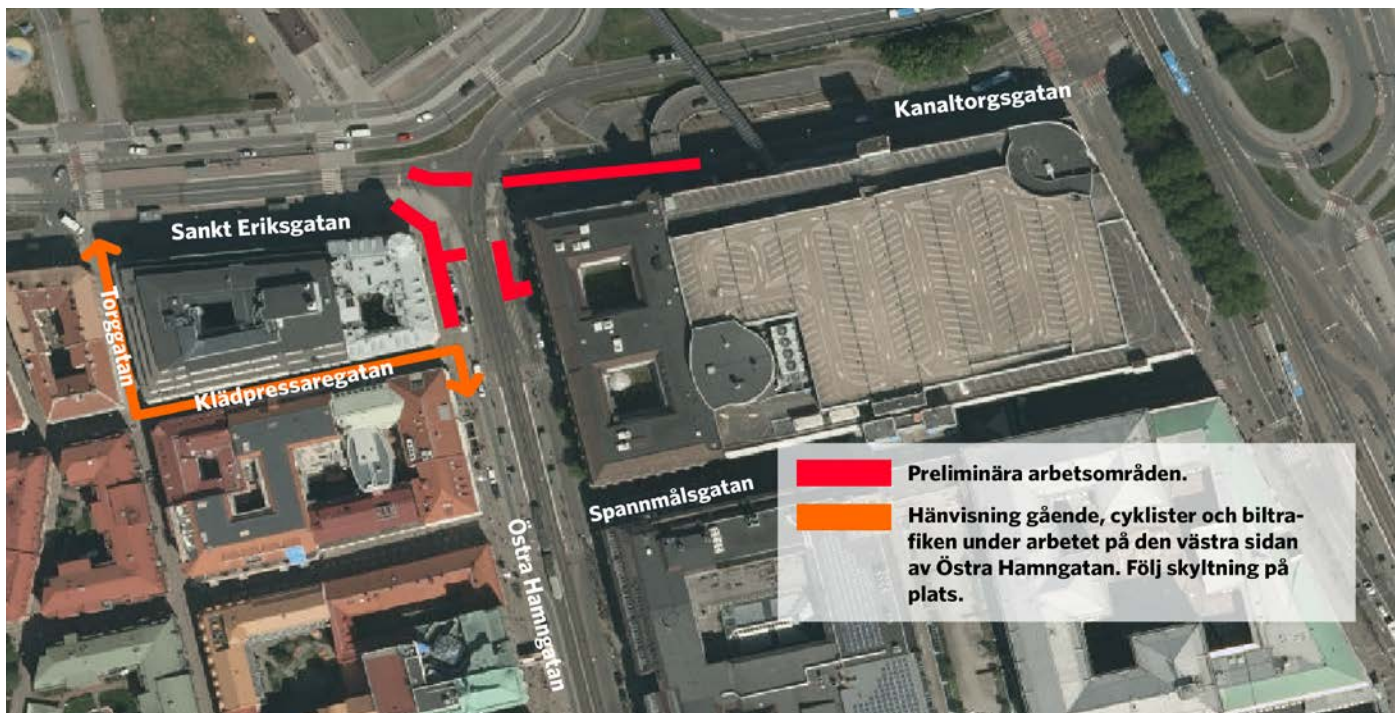 Kanaltorgsgatan
Sankt Eriksgatan
Torggatan
Klädpressaregatan
Spannmålsgatan
Östra Hamngatan
Preliminära arbetsområden.
Hänvisning gående, cyklister och biltra-
fiken under arbetet på den västra sidan
av Östra Hamngatan. Följ skyltning på
plats.